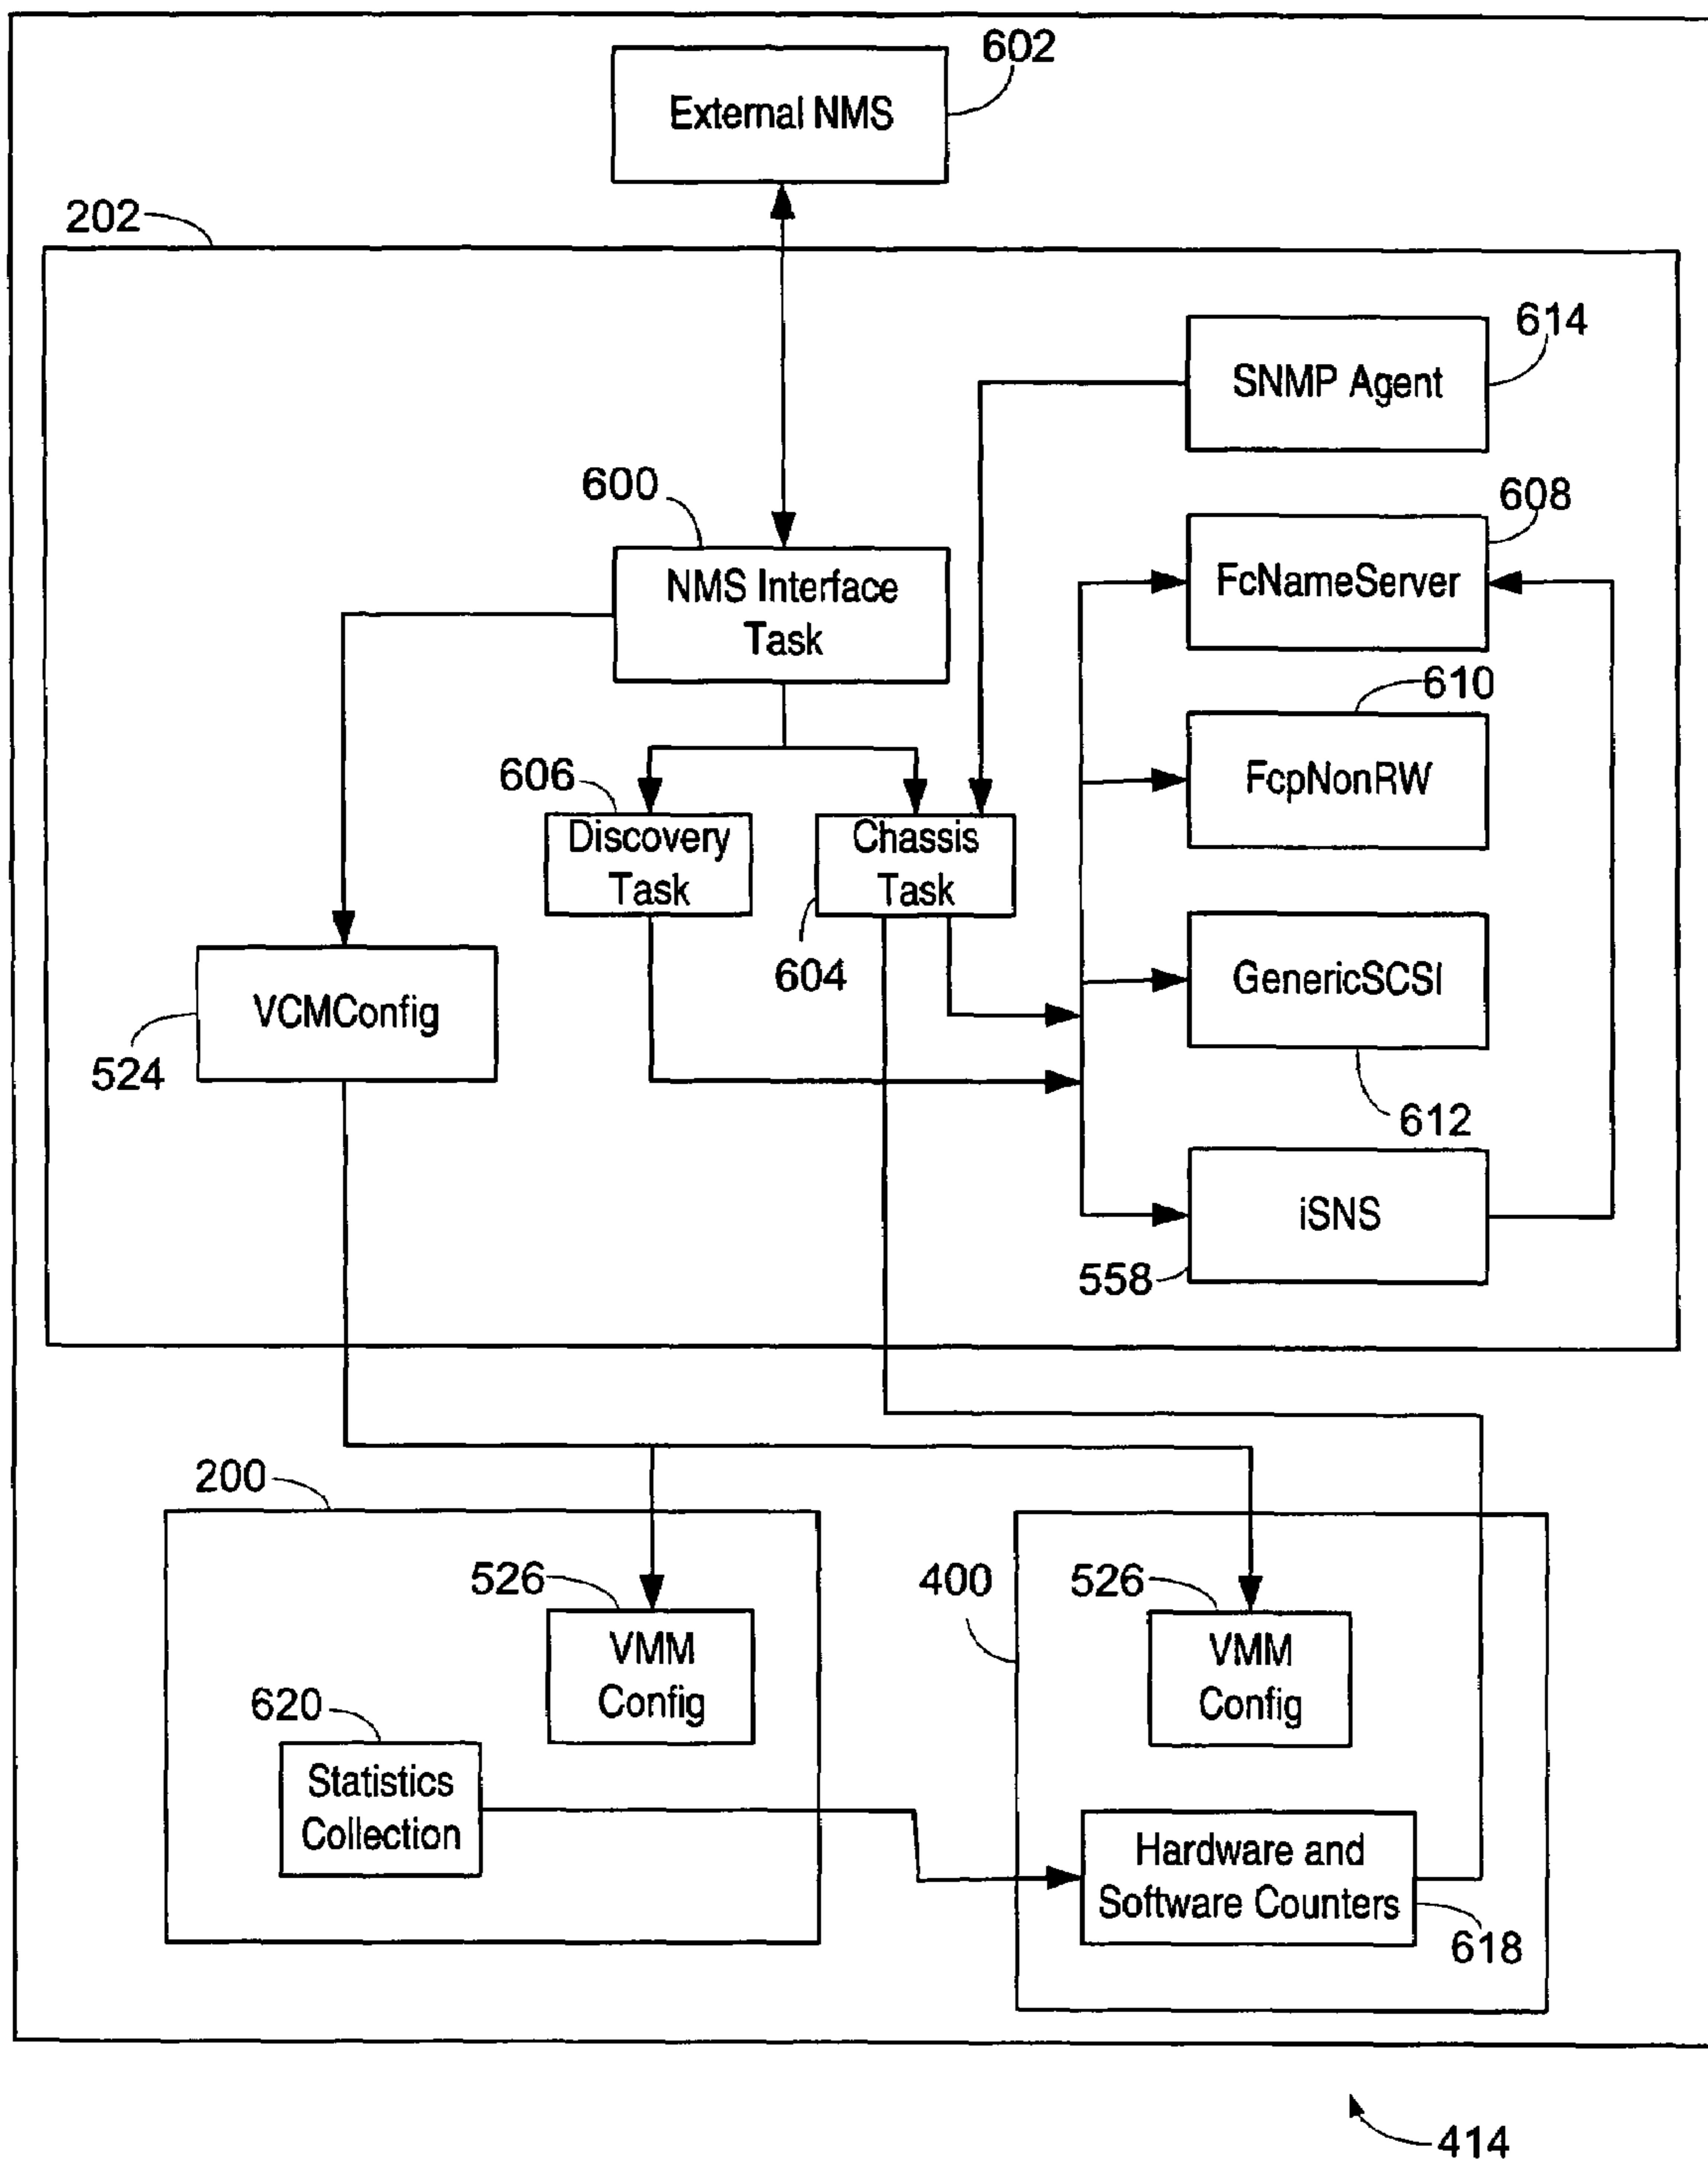 602
External NMS
202
614
SNMP Agent
600
608
NMS Interface
Task
FcNameServer
610
FcpNonRW
606
Discovery
Task
Chassis
Task
604
GenericSCSI
VCMConfig
524
612
iSNS
558
200
526
VMM
Config
400
526
VMM
Config
620
Statistics
Collection
Hardware and
Software Counters
618
414